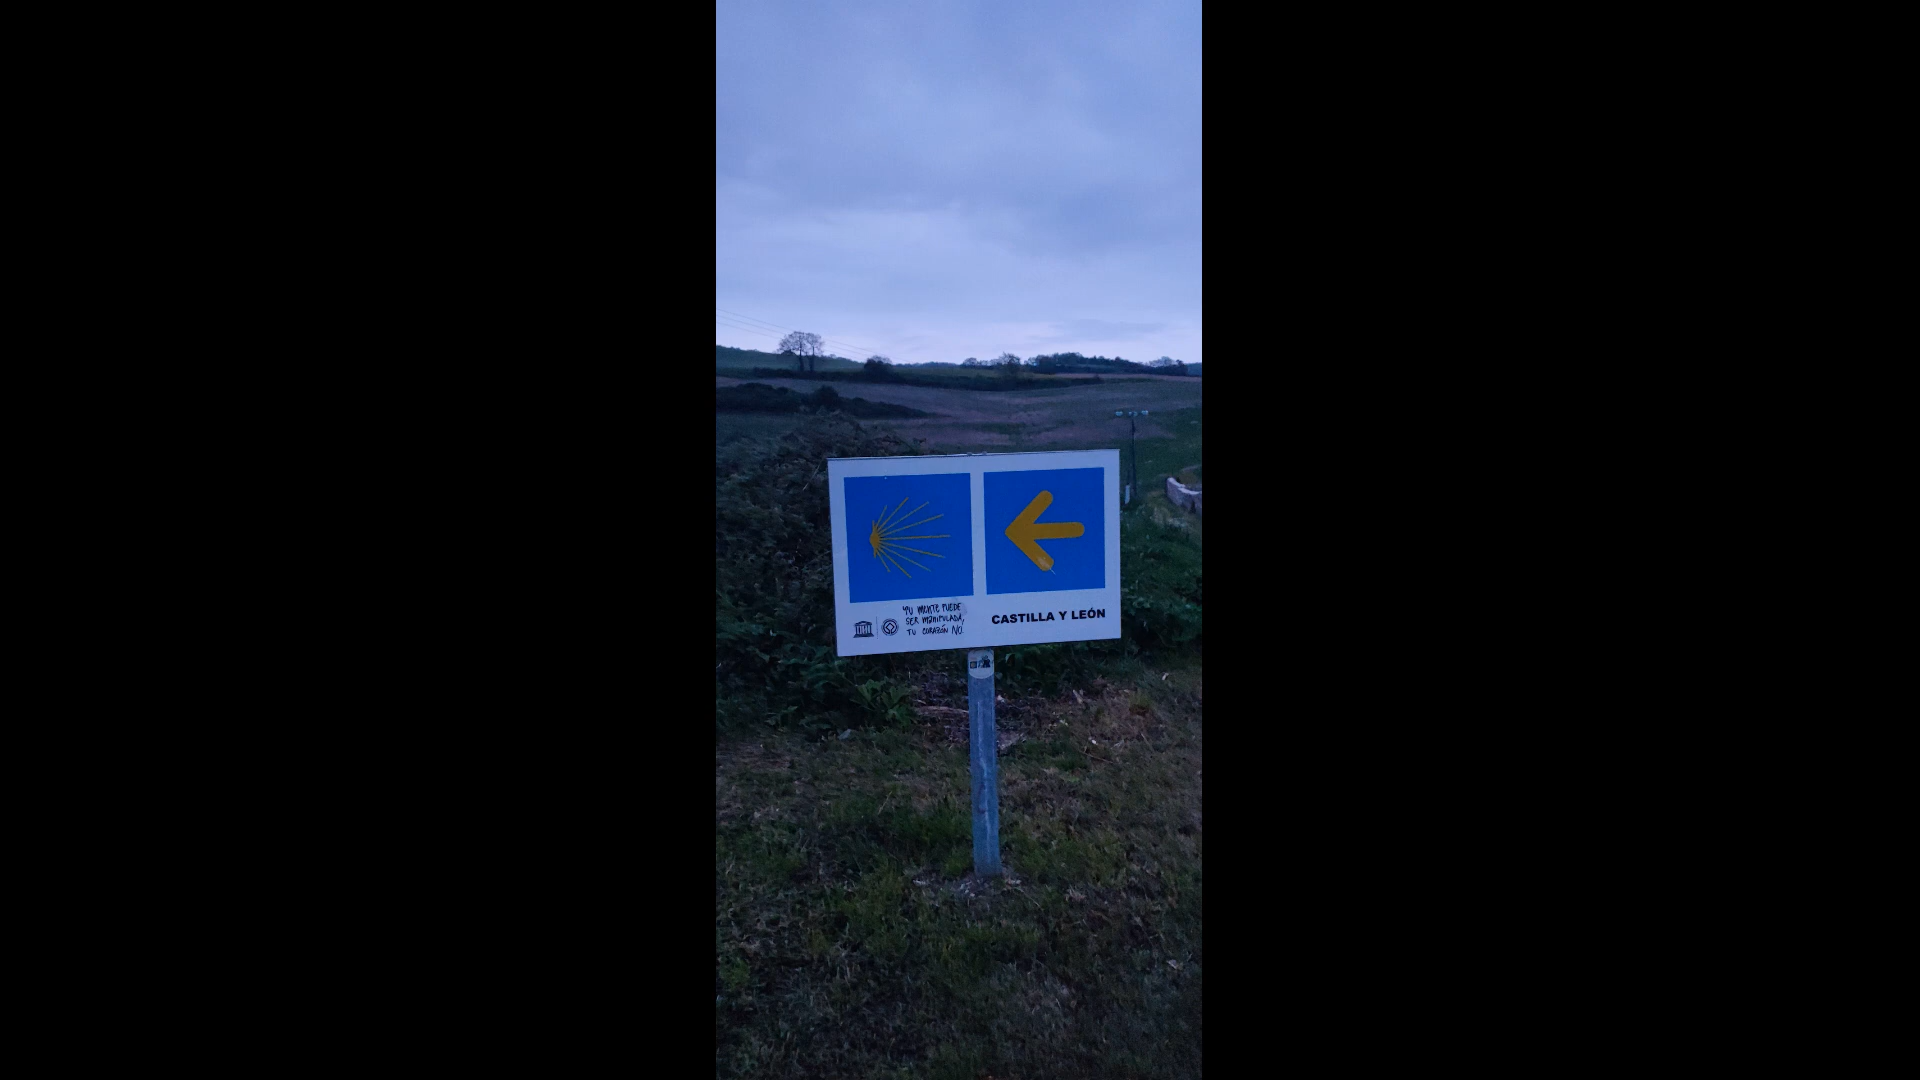 TU MENTE PUEDE
SER MANIPULADA,
TU CORAZÓN NO.
CASTILLA Y LEÓN